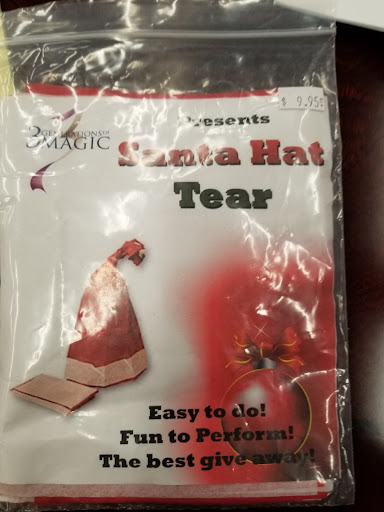 $ 9.95
3 GENERATIONS OF
MAGIC
Presents
Santa Hat
Tear
Easy to do!
Fun to Perform!
The best give away!